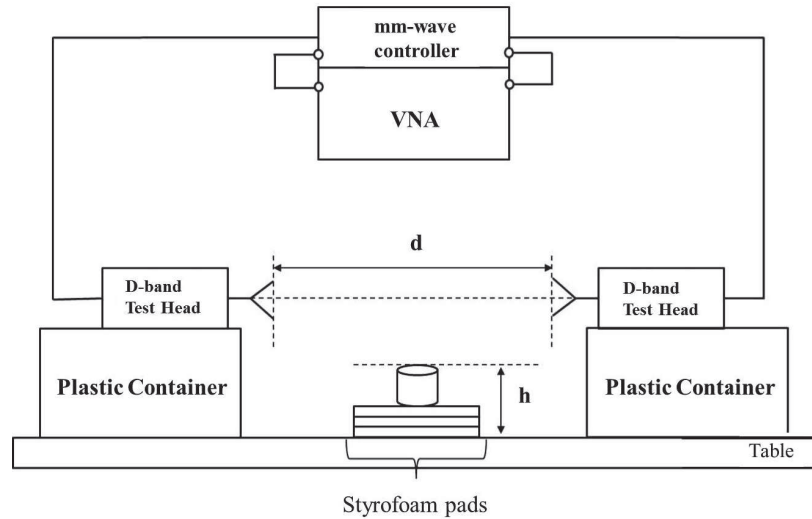 mm-wave
controller
VNA
d
D-band
Test Head
D-band
Test Head
Plastic Container
Plastic Container
h
Table
Styrofoam pads